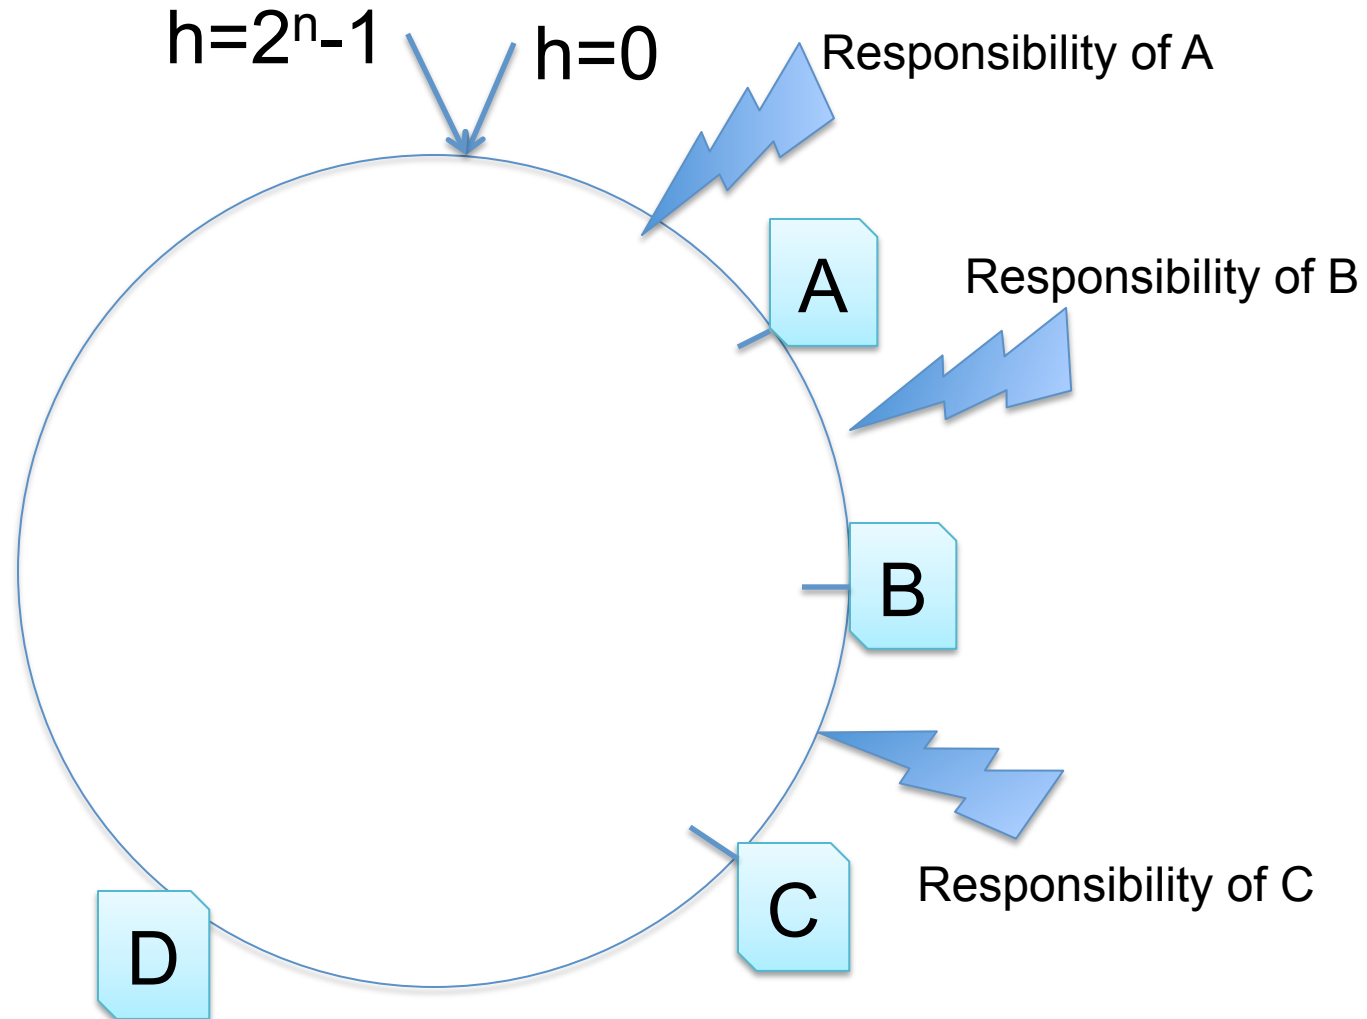 h=2ⁿ-1
h=0
Responsibility of A
A
Responsibility of B
B
C
Responsibility of C
D